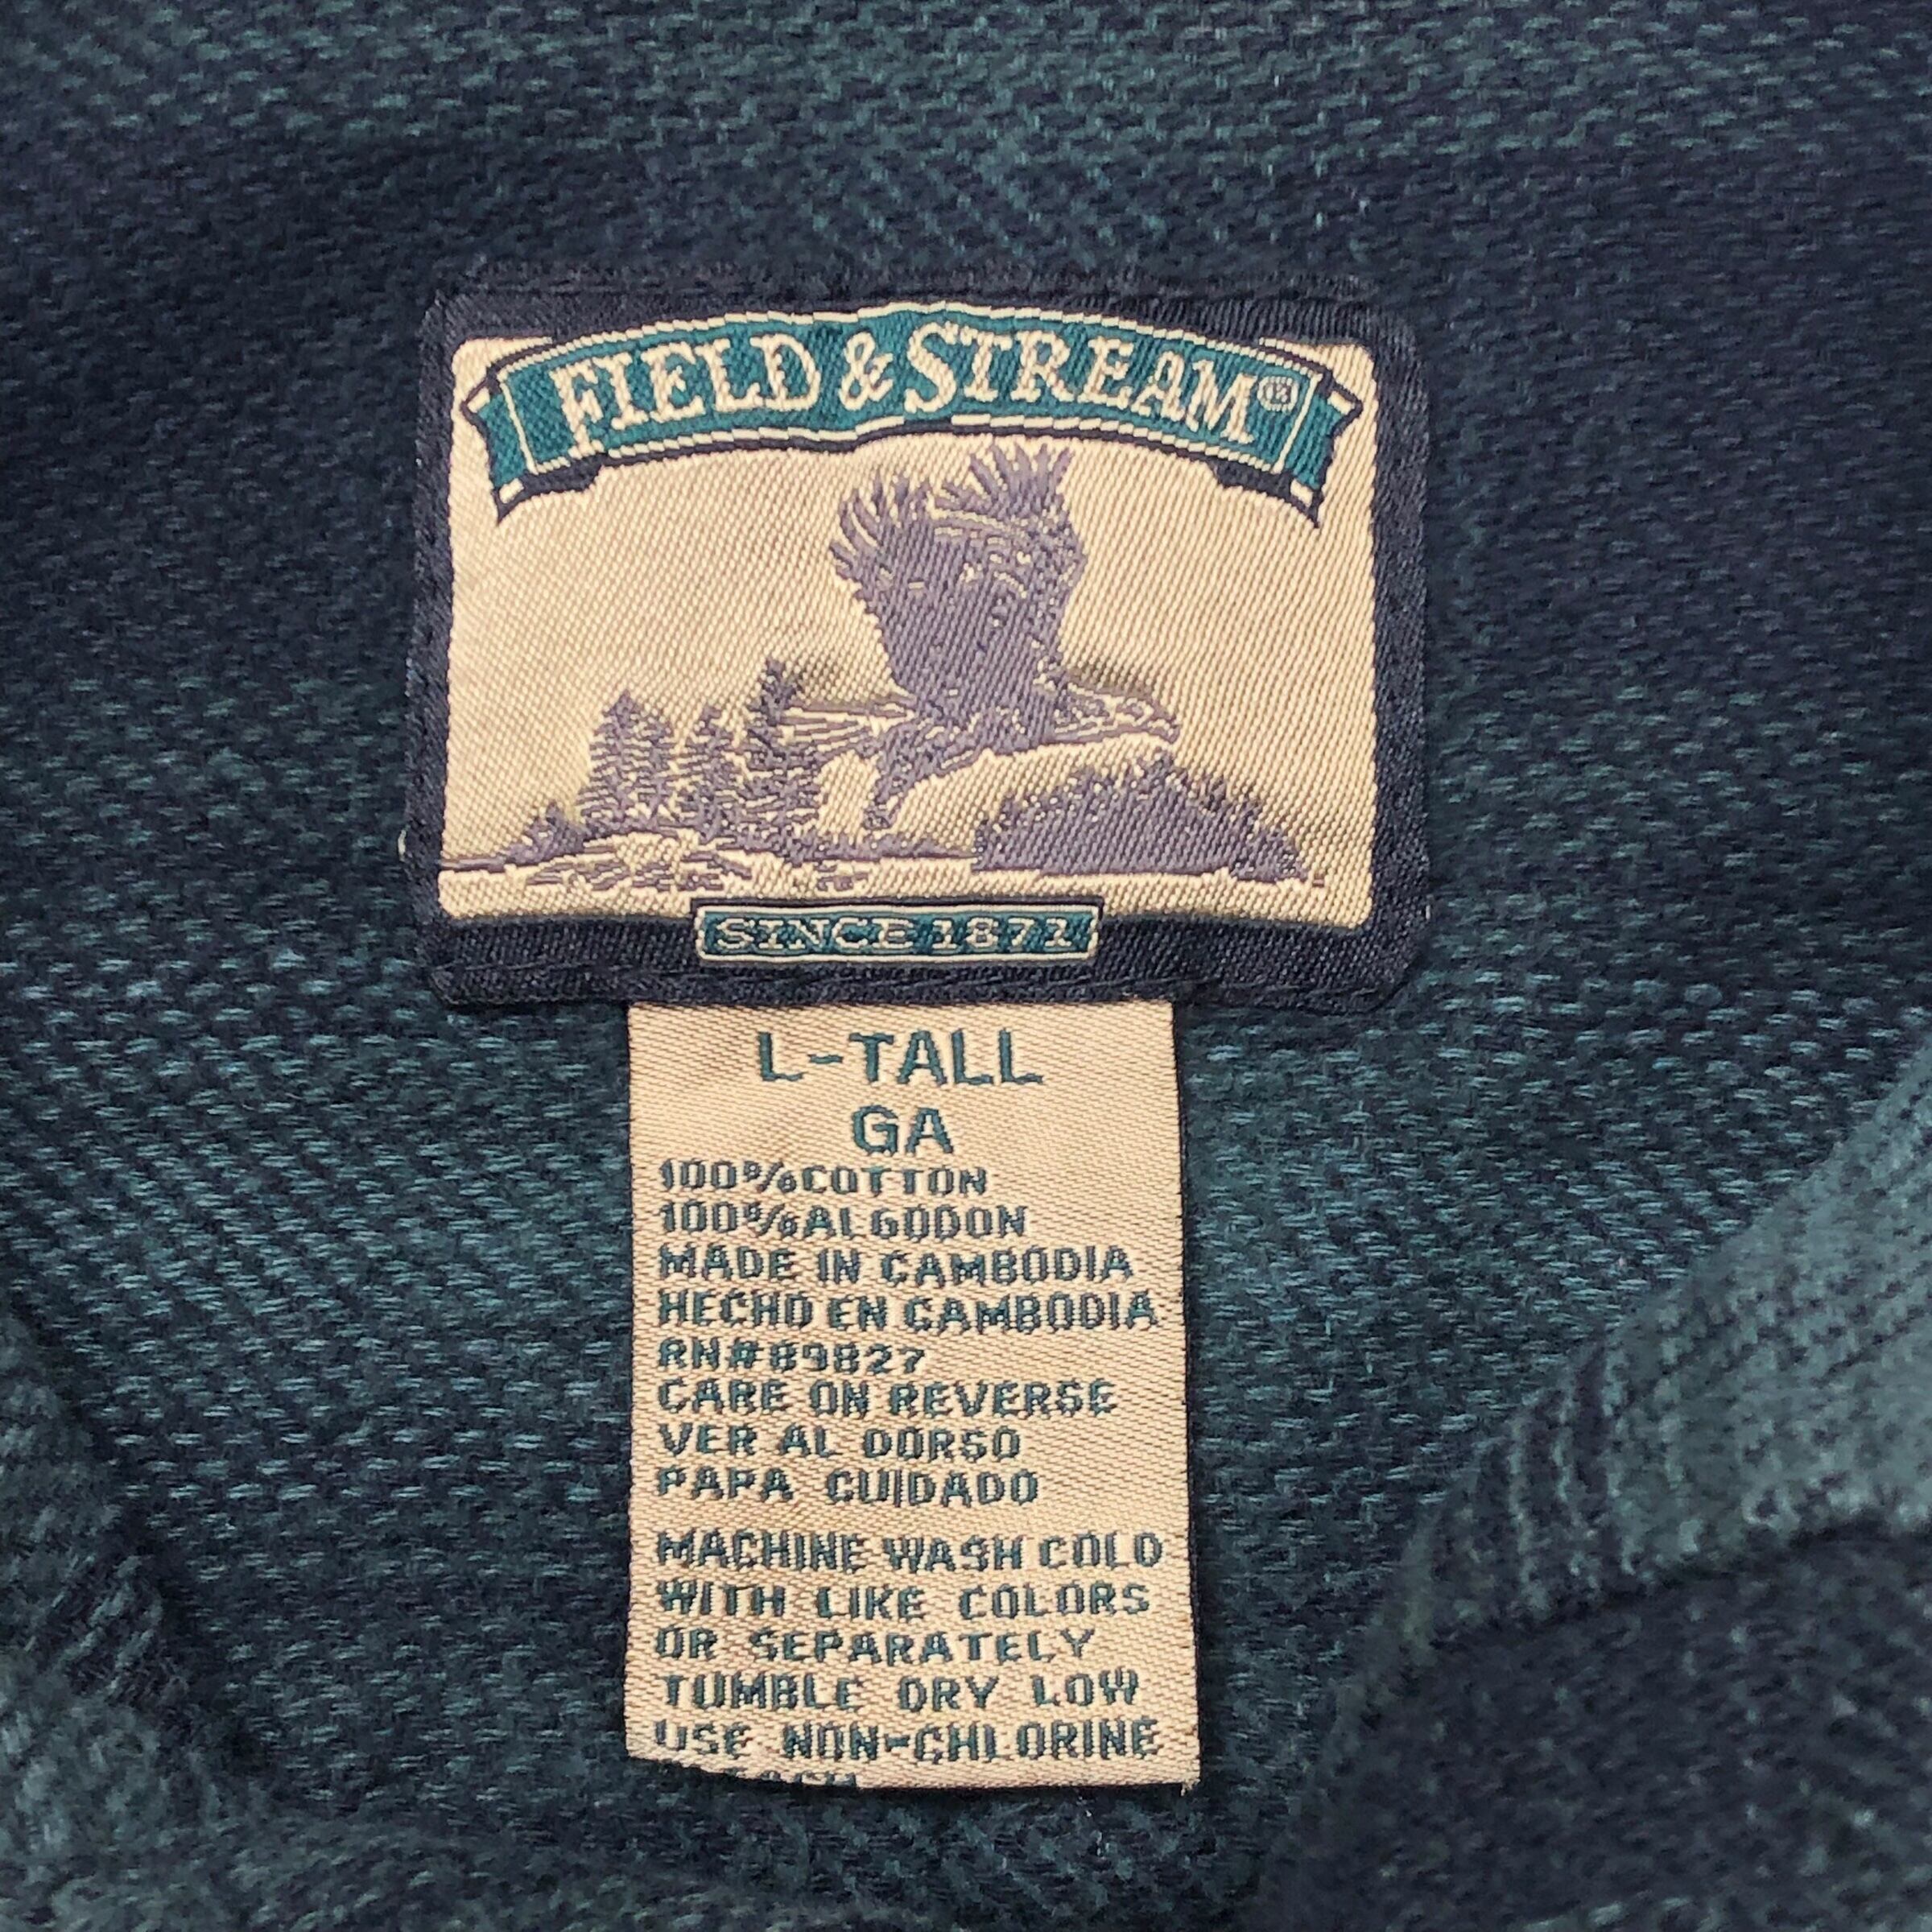 FIELD & STREAM®
SINCE 1871
L-TALL
GA
100%COTTON
100%ALGODON
MADE IN CAMBODIA
HECHO EN CAMBODIA
RN#89827
CARE ON REVERSE
VER AL DORSO
PAPA CUIDADO
MACHINE WASH COLD
WITH LIKE COLORS
OR SEPARATELY
TUMBLE DRY LOW
USE NON-CHLORINE